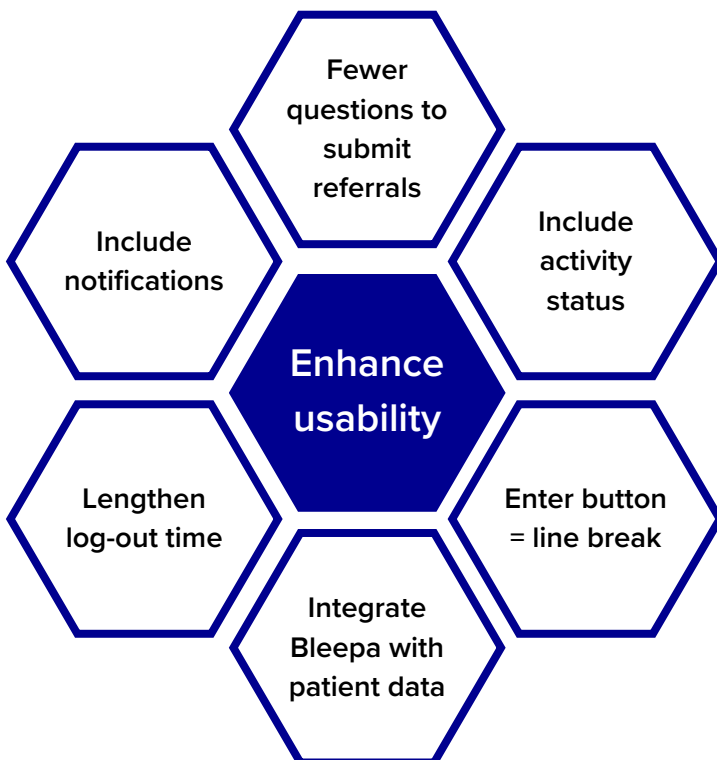 Fewer
questions to
submit
referrals
Include
notifications
Include
activity
status
Enhance
usability
Lengthen
log-out time
Enter button
= line break
Integrate
Bleepa with
patient data